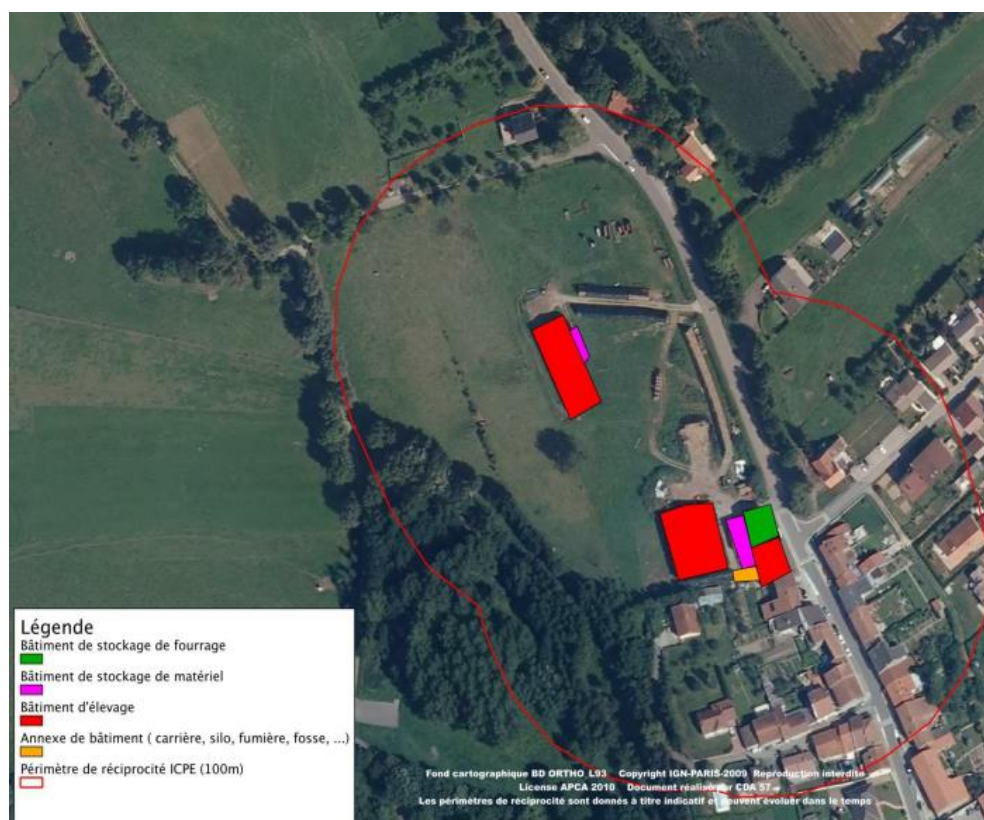 Légende
Bâtiment de stockage de fourrage
Bâtiment de stockage de matériel
Bâtiment d'élevage
Annexe de bâtiment ( carrière, silo, fumière, fosse, ...)
Périmètre de réciprocité ICPE (100m)
Fond cartographique BD ORTHO_L93 Copyright IGN-PARIS-2009 Reproduction interdite
License APCA 2010 Document réalisé par CDA 57
Les périmètres de réciprocité sont donnés à titre indicatif et peuvent évoluer dans le temps